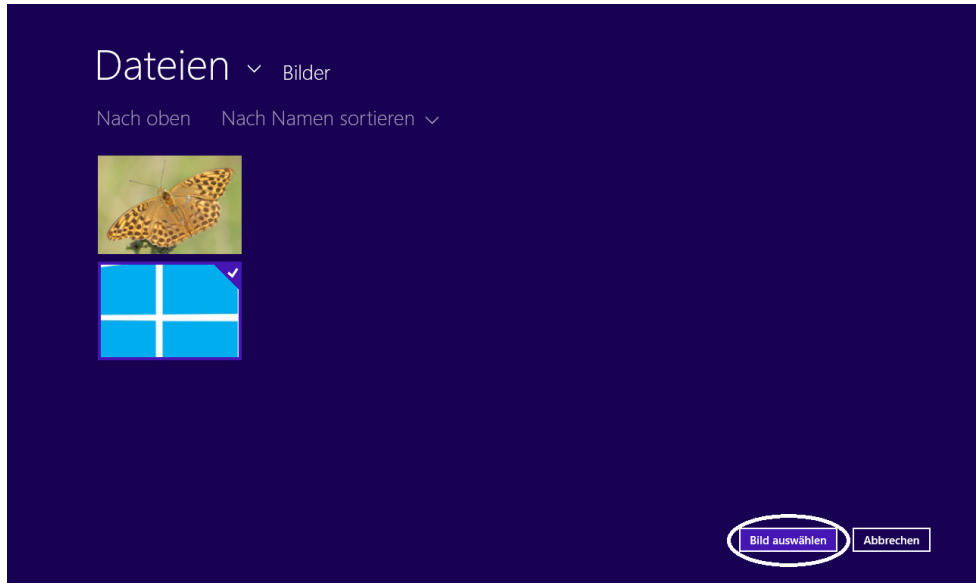 Dateien Bilder
Nach oben Nach Namen sortieren
Bild auswählen Abbrechen